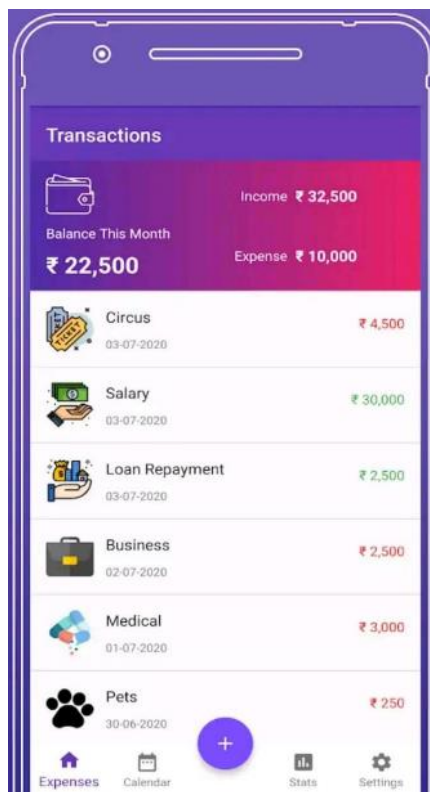 Transactions
Income ₹ 32,500
Balance This Month
₹ 22,500
Expense ₹ 10,000
Circus
₹ 4,500
03-07-2020
Salary
₹ 30,000
03-07-2020
Loan Repayment
₹ 2,500
03-07-2020
Business
₹ 2,500
02-07-2020
Medical
₹ 3,000
01-07-2020
Pets
₹ 250
30-06-2020
+
Expenses
Calendar
Stats
Settings
TICKET